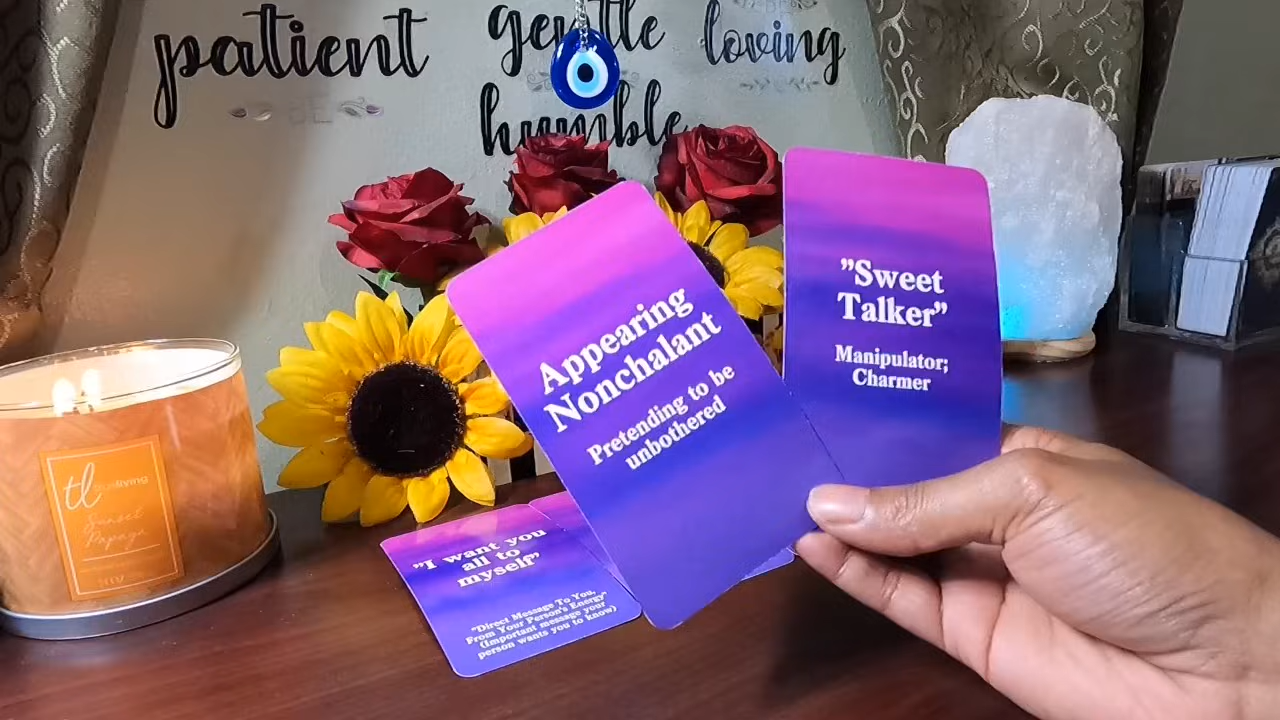 patient
gentle
loving
humble
BE
Appearing
Nonchalant
Pretending to be
unbothered
”Sweet
Talker”
Manipulator;
Charmer
"I want you
all to
myself”
"Direct Message To You,
From Your Person's Energy"
(Important message your
person wants you to know)
tl
living
Sunset
Papaya